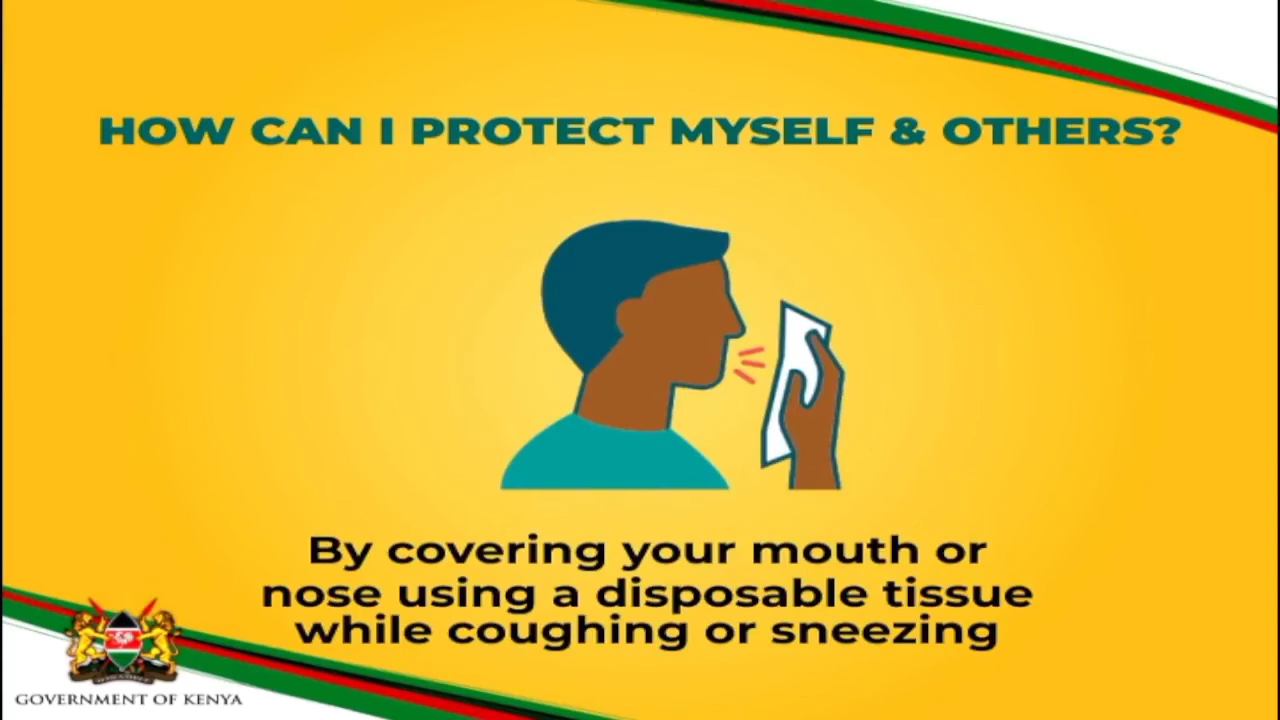 HOW CAN I PROTECT MYSELF & OTHERS?
By covering your mouth or
nose using a disposable tissue
while coughing or sneezing
GOVERNMENT OF KENYA